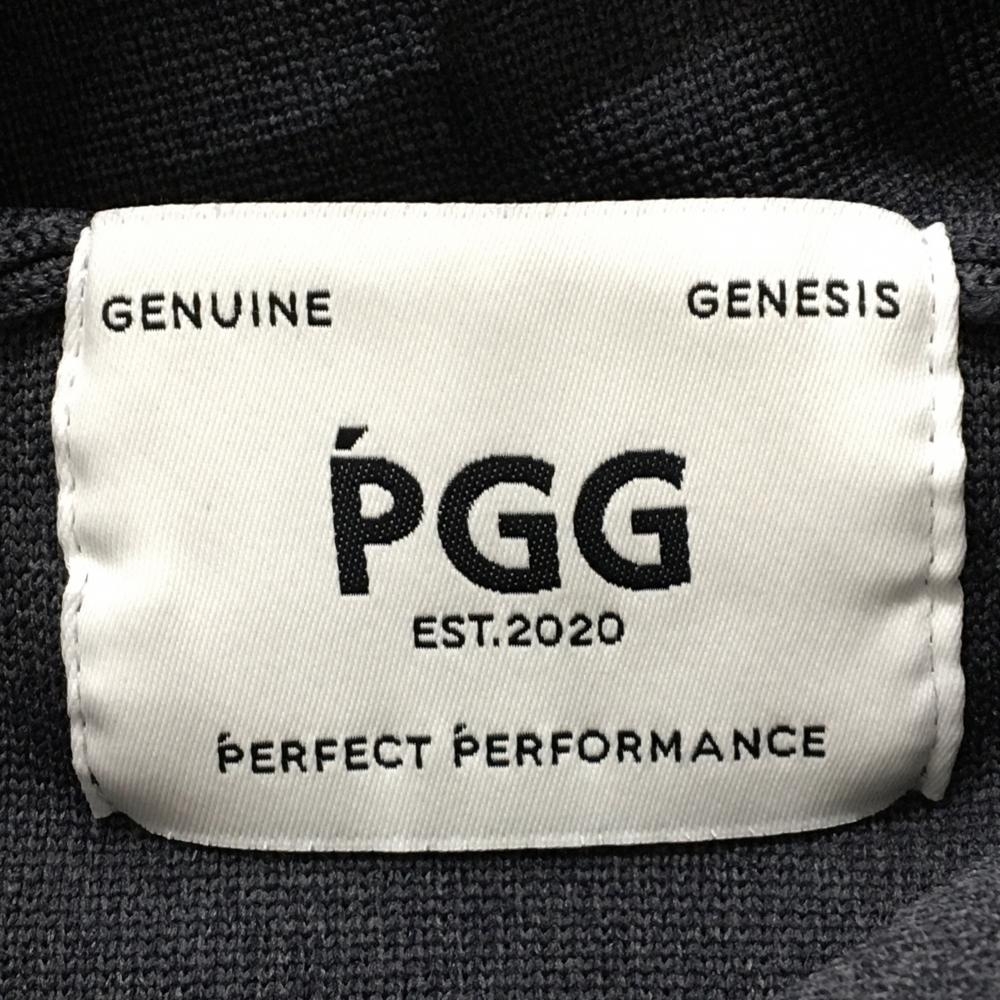 GENUINE GENESIS
ṔGG
EST.2020
ṔERFECT ṔERFORMANCE